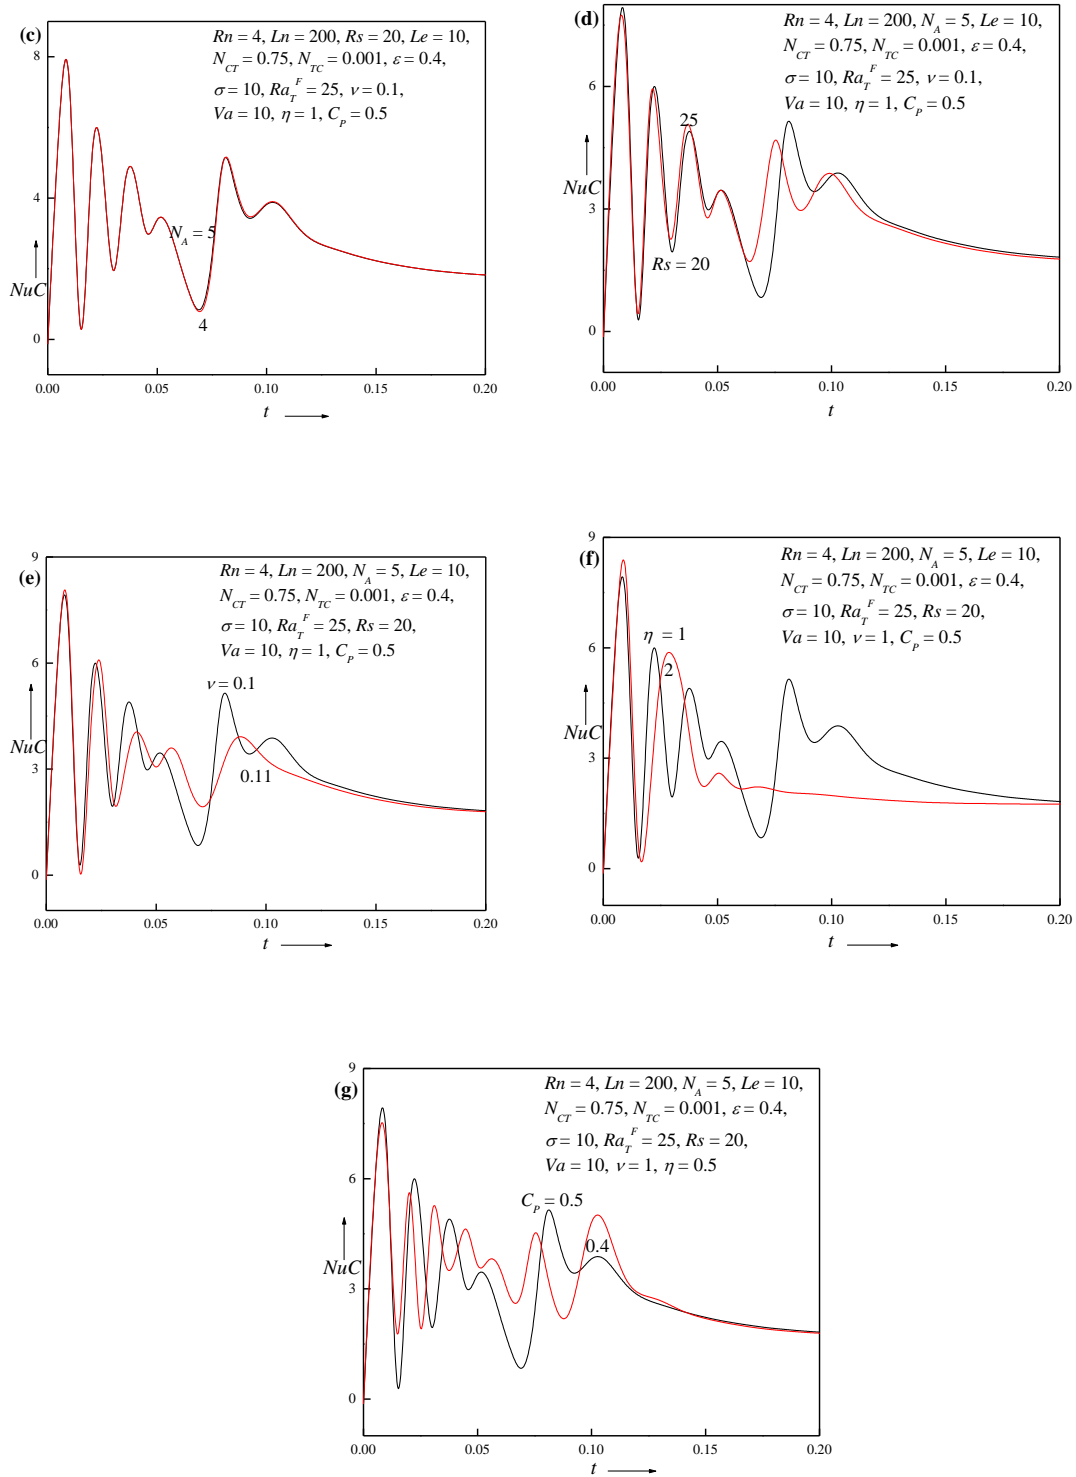 (c)
Rn = 4, Ln = 200, Rs = 20, Le = 10,
N_CT = 0.75, N_TC = 0.001, ε = 0.4,
σ = 10, Ra_T^F = 25, ν = 0.1,
Va = 10, η = 1, C_P = 0.5
8
4
N_A = 5
NuC
4
0
0.00 0.05 0.10 0.15 0.20
t
(d)
Rn = 4, Ln = 200, N_A = 5, Le = 10,
N_CT = 0.75, N_TC = 0.001, ε = 0.4,
σ = 10, Ra_T^F = 25, ν = 0.1,
Va = 10, η = 1, C_P = 0.5
6
25
NuC
3
Rs = 20
0
0.00 0.05 0.10 0.15 0.20
t
(e)
9
Rn = 4, Ln = 200, N_A = 5, Le = 10,
N_CT = 0.75, N_TC = 0.001, ε = 0.4,
σ = 10, Ra_T^F = 25, Rs = 20,
Va = 10, η = 1, C_P = 0.5
6
ν = 0.1
NuC
3
0.11
0
0.00 0.05 0.10 0.15 0.20
t
(f)
9
Rn = 4, Ln = 200, N_A = 5, Le = 10,
N_CT = 0.75, N_TC = 0.001, ε = 0.4,
σ = 10, Ra_T^F = 25, Rs = 20,
Va = 10, ν = 1, C_P = 0.5
6
η = 1
2
NuC
3
0
0.00 0.05 0.10 0.15 0.20
t
(g)
9
Rn = 4, Ln = 200, N_A = 5, Le = 10,
N_CT = 0.75, N_TC = 0.001, ε = 0.4,
σ = 10, Ra_T^F = 25, Rs = 20,
Va = 10, ν = 1, η = 0.5
6
C_P = 0.5
0.4
NuC
3
0
0.00 0.05 0.10 0.15 0.20
t